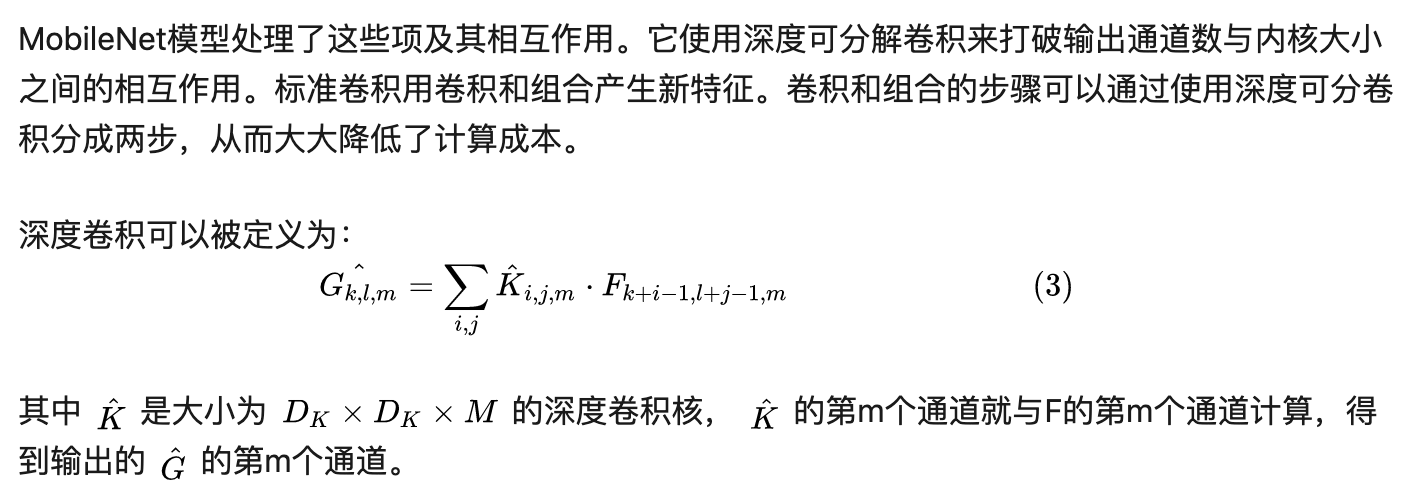 MobileNet模型处理了这些项及其相互作用。它使用深度可分解卷积来打破输出通道数与内核大小
之间的相互作用。标准卷积用卷积和组合产生新特征。卷积和组合的步骤可以通过使用深度可分卷
积分成两步，从而大大降低了计算成本。
深度卷积可以被定义为：
$\hat{G_{k,l,m}} = \sum_{i,j} \hat{K}_{i,j,m} \cdot F_{k+i-1,l+j-1,m}$ (3)
其中 $\hat{K}$ 是大小为 $D_K \times D_K \times M$ 的深度卷积核， $\hat{K}$ 的第m个通道就与F的第m个通道计算，得
到输出的 $\hat{G}$ 的第m个通道。